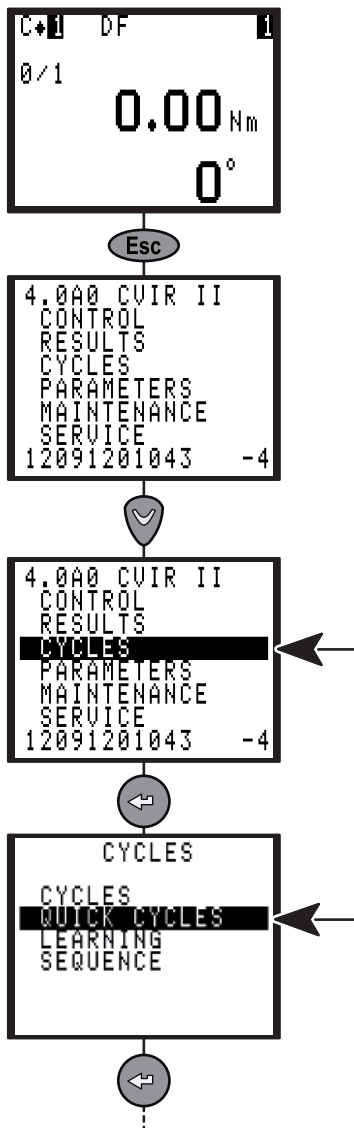 C♦1 DF 1
0/1
0.00 Nm
0°
Esc
4.0A0 CVIR II
CONTROL
RESULTS
CYCLES
PARAMETERS
MAINTENANCE
SERVICE
12091201043 -4
4.0A0 CVIR II
CONTROL
RESULTS
CYCLES
PARAMETERS
MAINTENANCE
SERVICE
12091201043 -4
CYCLES
CYCLES
QUICK CYCLES
LEARNING
SEQUENCE